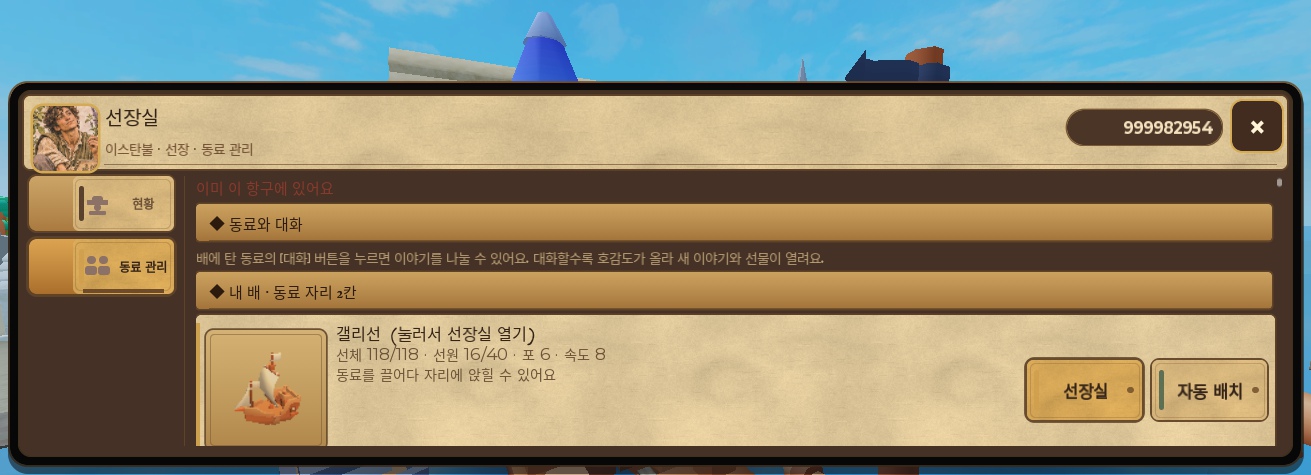 선장실
이스탄불 · 선장 · 동료 관리
999982954
현황
동료 관리
이미 이 항구에 있어요
◆ 동료와 대화
배에 탄 동료의 [대화] 버튼을 누르면 이야기를 나눌 수 있어요. 대화할수록 호감도가 올라 새 이야기와 선물이 열려요.
◆ 내 배 · 동료 자리 2칸
갤리선 (눌러서 선장실 열기)
선체 118/118 · 선원 16/40 · 포 6 · 속도 8
동료를 끌어다 자리에 앉힐 수 있어요
선장실
자동 배치